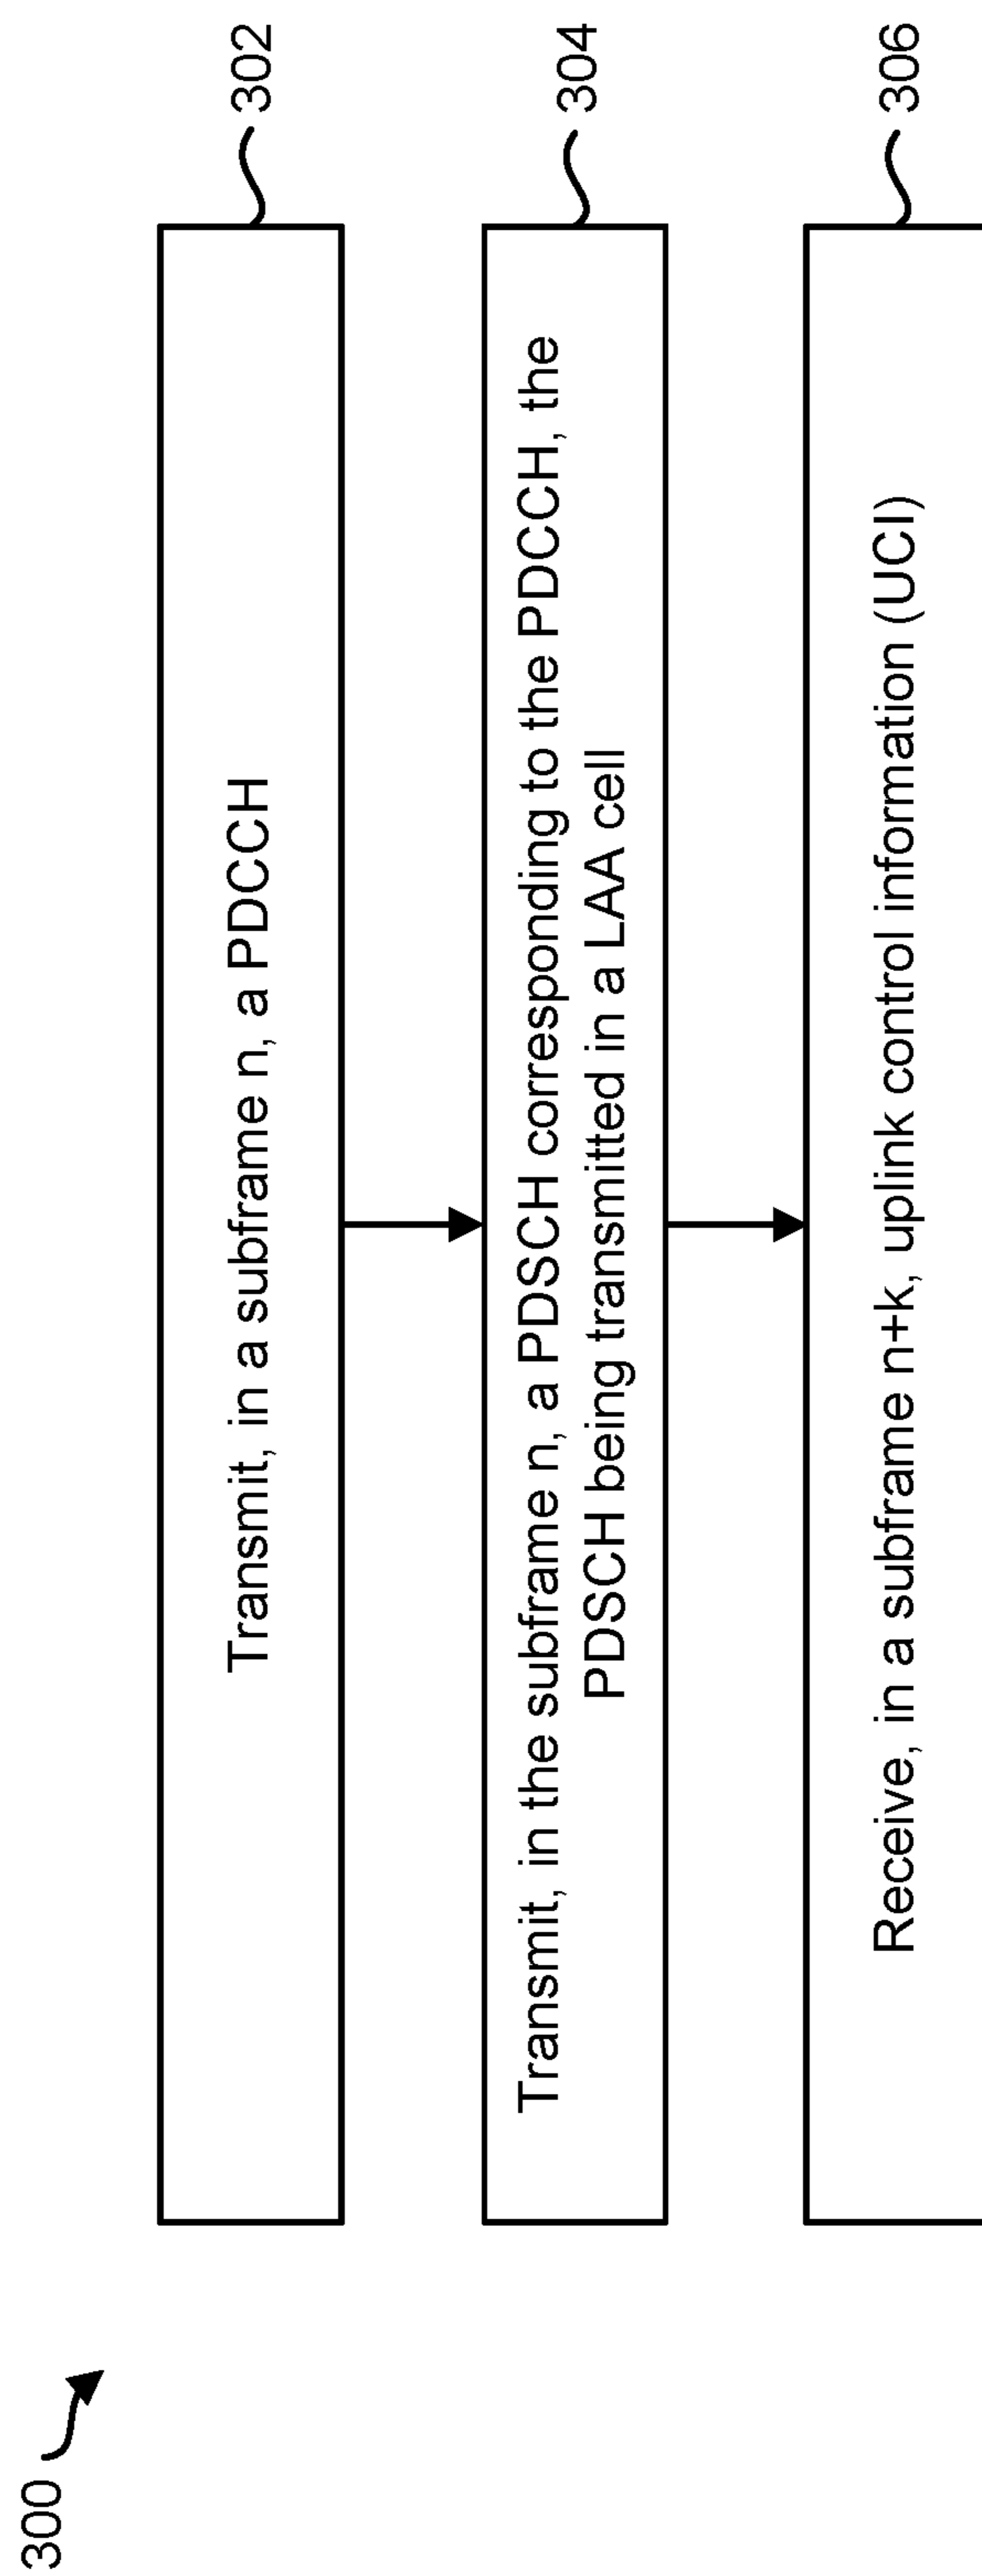 300
Transmit, in a subframe n, a PDCCH
302
Transmit, in the subframe n, a PDSCH corresponding to the PDCCH, the
PDSCH being transmitted in a LAA cell
304
Receive, in a subframe n+k, uplink control information (UCI)
306